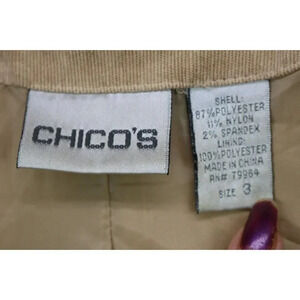 CHICO'S
SHELL:
87%POLYESTER
11% NYLON
2% SPANDEX
LINING:
100%POLYESTER
MADE IN CHINA
RN# 79964
SIZE 3